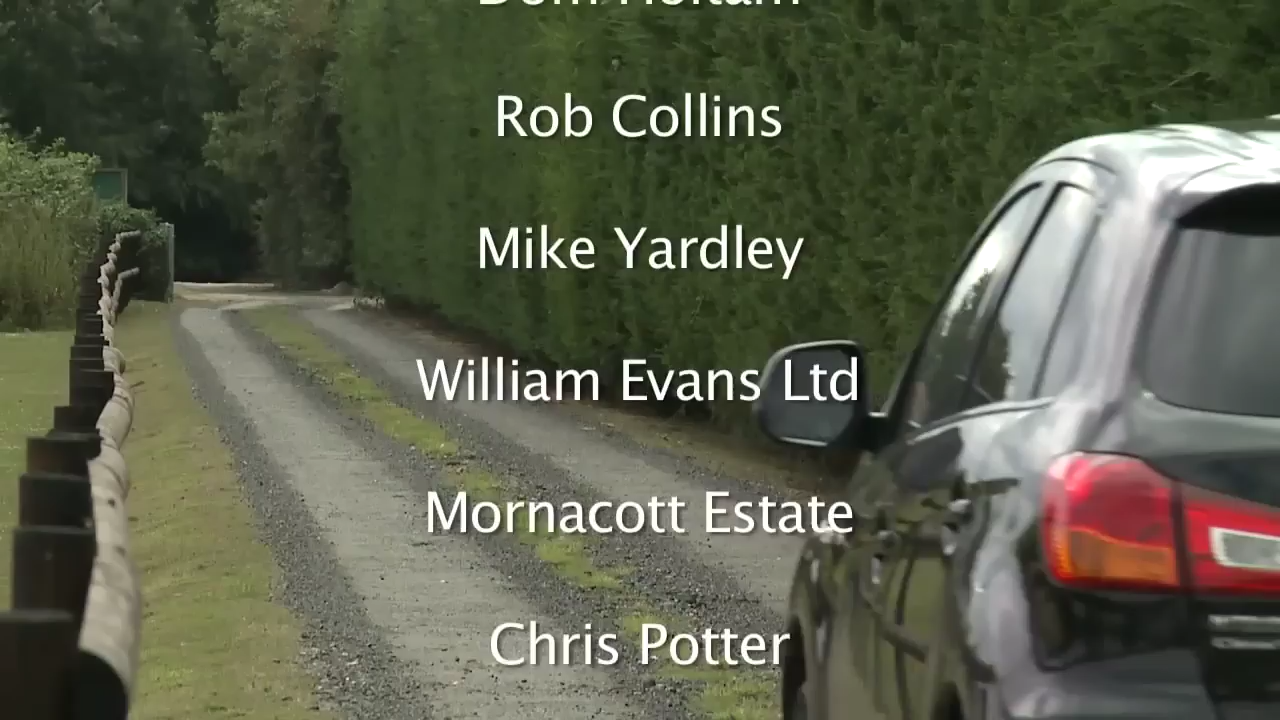 Rob Collins
Mike Yardley
William Evans Ltd
Mornacott Estate
Chris Potter